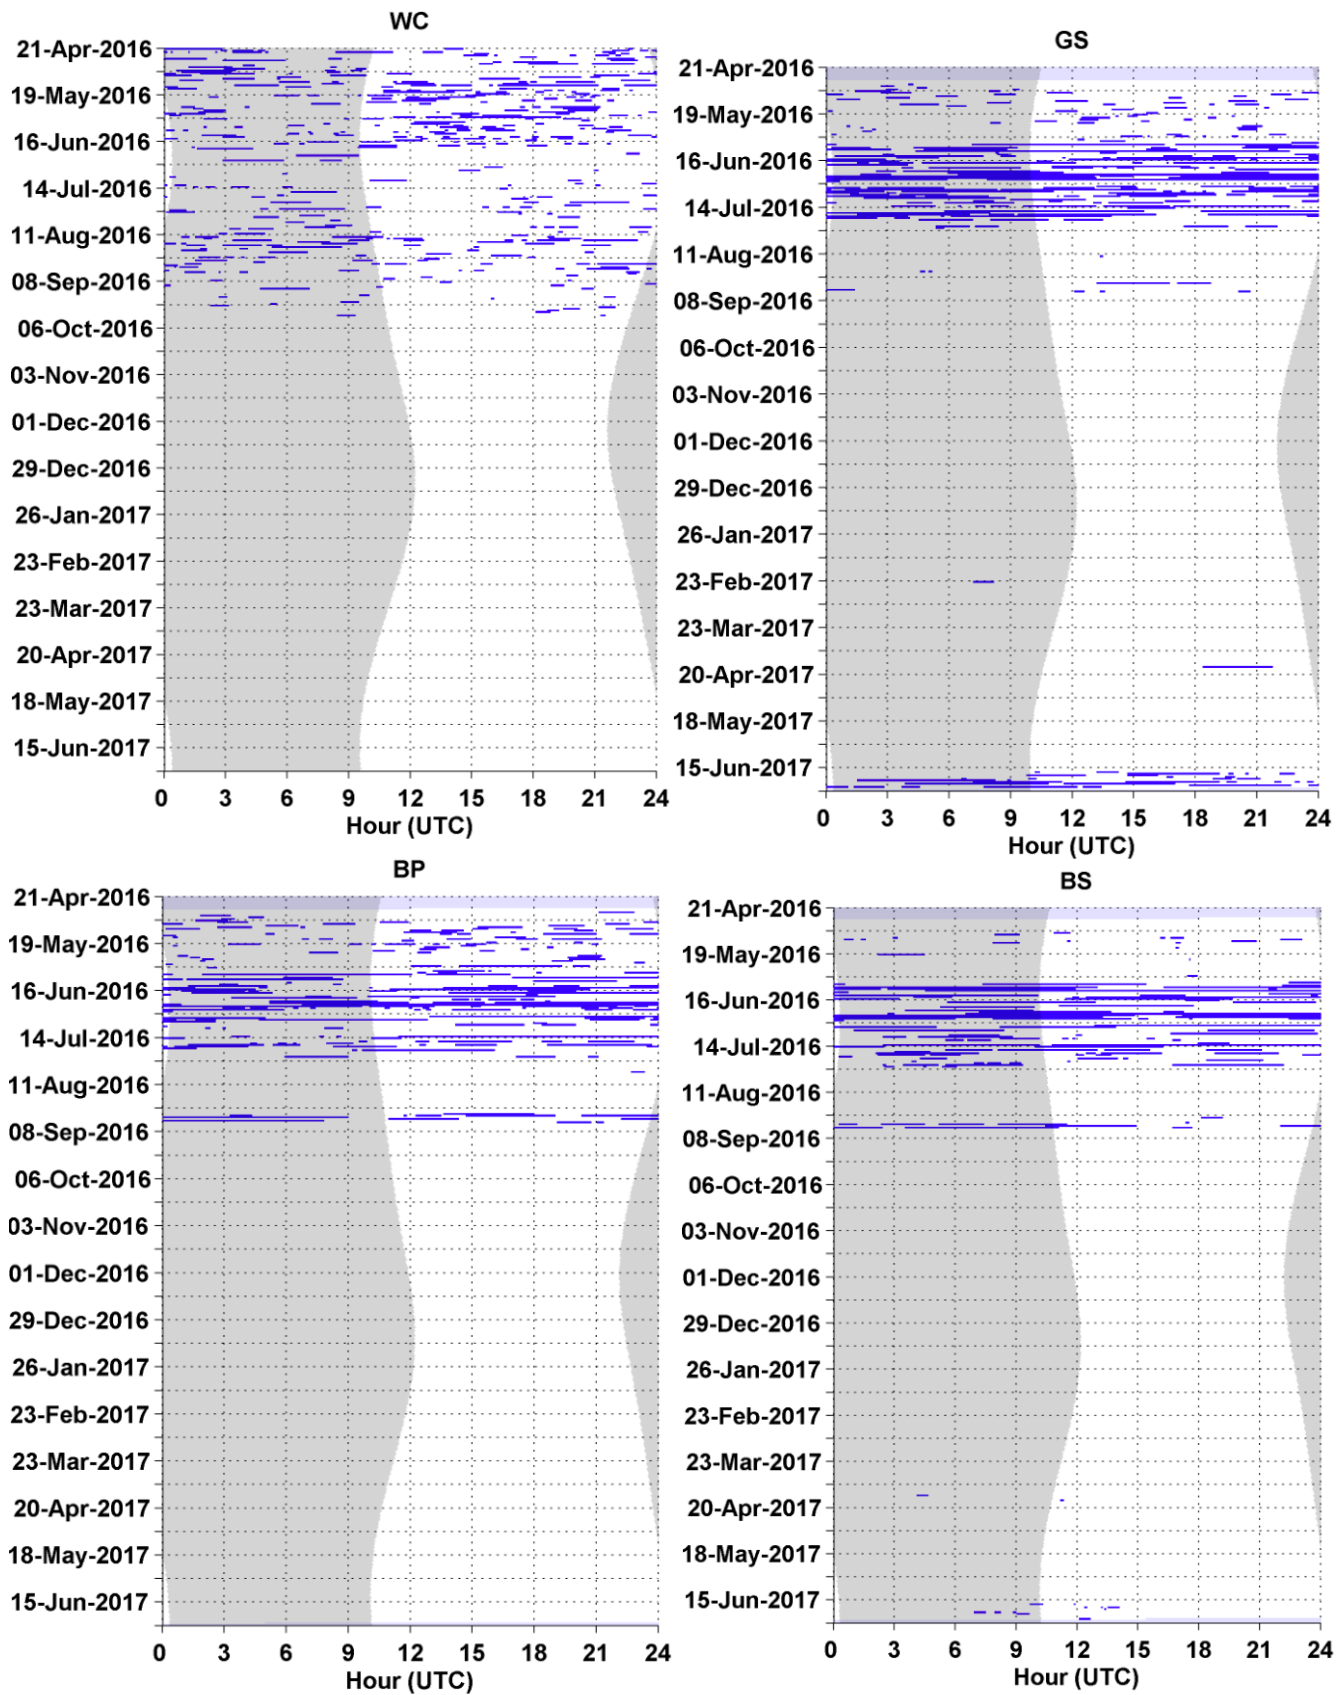 WC
21-Apr-2016
19-May-2016
16-Jun-2016
14-Jul-2016
11-Aug-2016
08-Sep-2016
06-Oct-2016
03-Nov-2016
01-Dec-2016
29-Dec-2016
26-Jan-2017
23-Feb-2017
23-Mar-2017
20-Apr-2017
18-May-2017
15-Jun-2017
0 3 6 9 12 15 18 21 24
Hour (UTC)
GS
21-Apr-2016
19-May-2016
16-Jun-2016
14-Jul-2016
11-Aug-2016
08-Sep-2016
06-Oct-2016
03-Nov-2016
01-Dec-2016
29-Dec-2016
26-Jan-2017
23-Feb-2017
23-Mar-2017
20-Apr-2017
18-May-2017
15-Jun-2017
0 3 6 9 12 15 18 21 24
Hour (UTC)
BP
21-Apr-2016
19-May-2016
16-Jun-2016
14-Jul-2016
11-Aug-2016
08-Sep-2016
06-Oct-2016
03-Nov-2016
01-Dec-2016
29-Dec-2016
26-Jan-2017
23-Feb-2017
23-Mar-2017
20-Apr-2017
18-May-2017
15-Jun-2017
0 3 6 9 12 15 18 21 24
Hour (UTC)
BS
21-Apr-2016
19-May-2016
16-Jun-2016
14-Jul-2016
11-Aug-2016
08-Sep-2016
06-Oct-2016
03-Nov-2016
01-Dec-2016
29-Dec-2016
26-Jan-2017
23-Feb-2017
23-Mar-2017
20-Apr-2017
18-May-2017
15-Jun-2017
0 3 6 9 12 15 18 21 24
Hour (UTC)